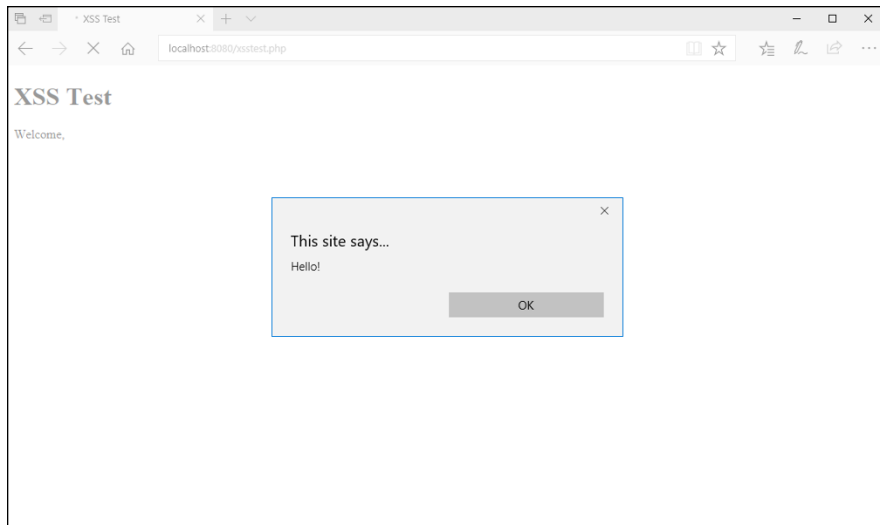 XSS Test
localhost:8080/xsstest.php
XSS Test
Welcome,
This site says...
Hello!
OK